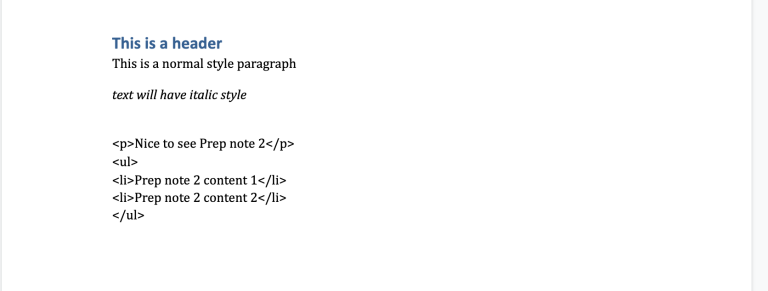 This is a header
This is a normal style paragraph
text will have italic style
<p>Nice to see Prep note 2</p>
<ul>
<li>Prep note 2 content 1</li>
<li>Prep note 2 content 2</li>
</ul>